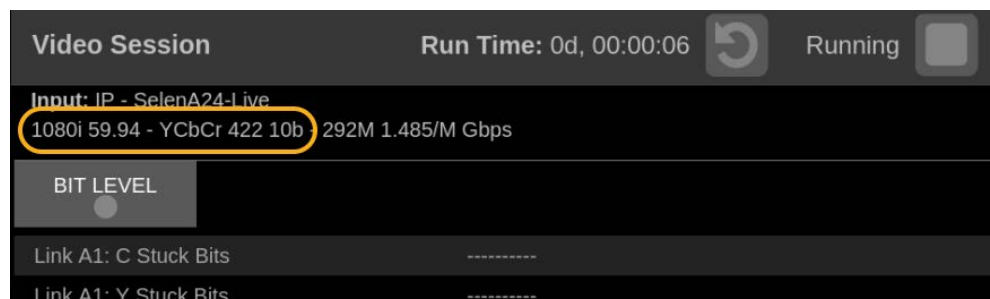 Video Session Run Time: 0d, 00:00:06 Running
Input: IP - SelenA24-Live
1080i 59.94 - YCbCr 422 10b - 292M 1.485/M Gbps
BIT LEVEL
Link A1: C Stuck Bits ----------
Link A1: Y Stuck Bits ----------